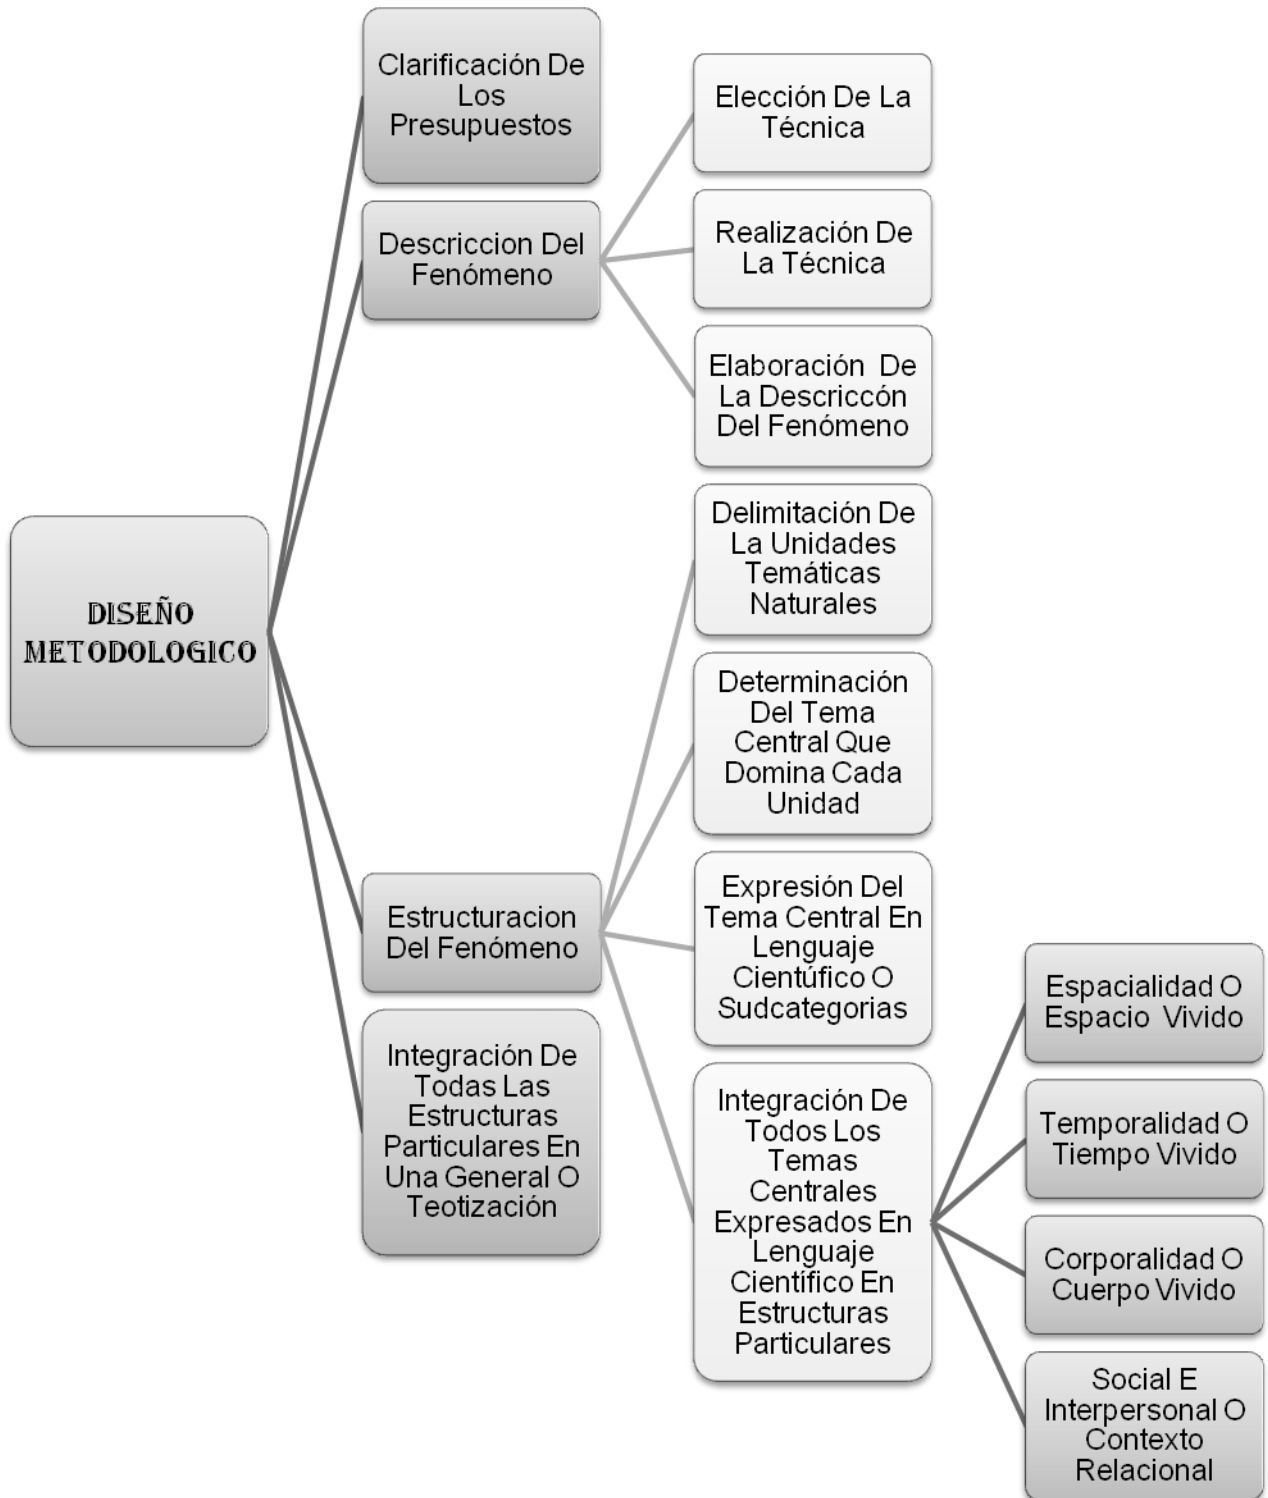 DISEÑO
METODOLOGICO
Clarificación De
Los
Presupuestos
Descriccion Del
Fenómeno
Elección De La
Técnica
Realización De
La Técnica
Elaboración De
La Descriccón
Del Fenómeno
Estructuracion
Del Fenómeno
Delimitación De
La Unidades
Temáticas
Naturales
Determinación
Del Tema
Central Que
Domina Cada
Unidad
Expresión Del
Tema Central En
Lenguaje
Cientúfico O
Sudcategorias
Integración De
Todos Los
Temas
Centrales
Expresados En
Lenguaje
Científico En
Estructuras
Particulares
Espacialidad O
Espacio Vivido
Temporalidad O
Tiempo Vivido
Corporalidad O
Cuerpo Vivido
Social E
Interpersonal O
Contexto
Relacional
Integración De
Todas Las
Estructuras
Particulares En
Una General O
Teotización